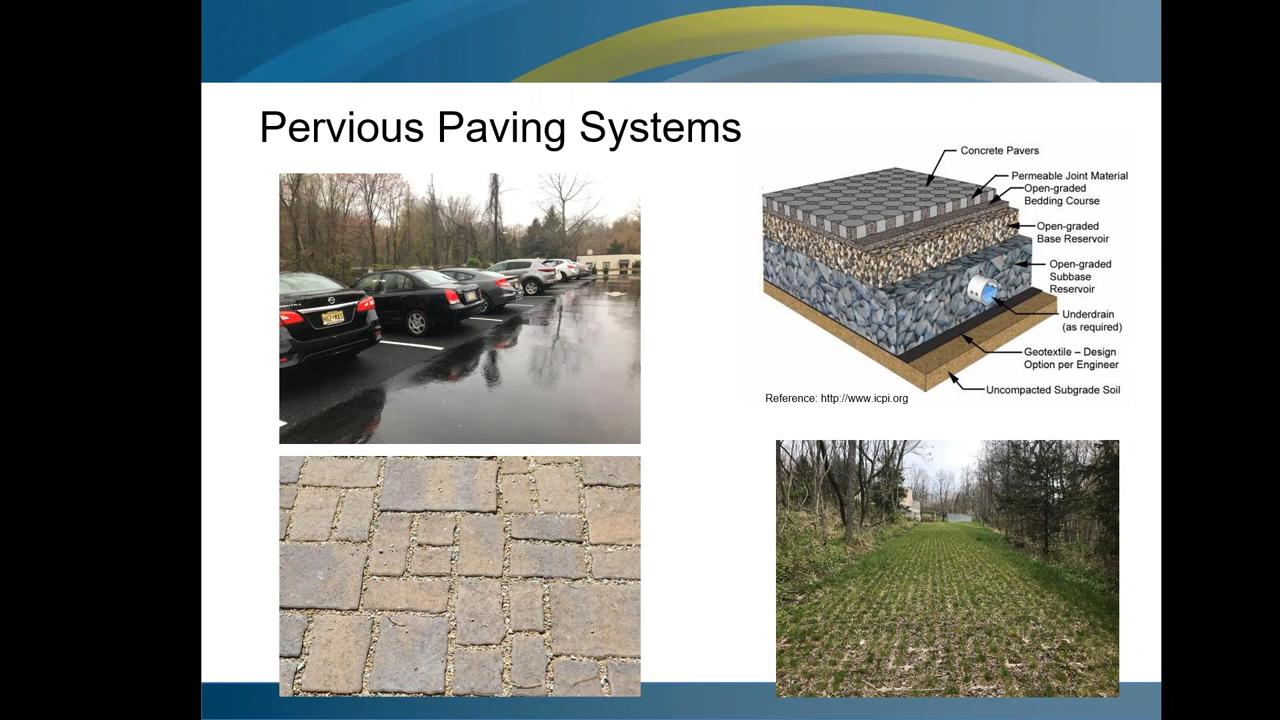 Pervious Paving Systems
Concrete Pavers
Permeable Joint Material
Open-graded
Bedding Course
Open-graded
Base Reservoir
Open-graded
Subbase
Reservoir
Underdrain
(as required)
Geotextile – Design
Option per Engineer
Uncompacted Subgrade Soil
Reference: http://www.icpi.org